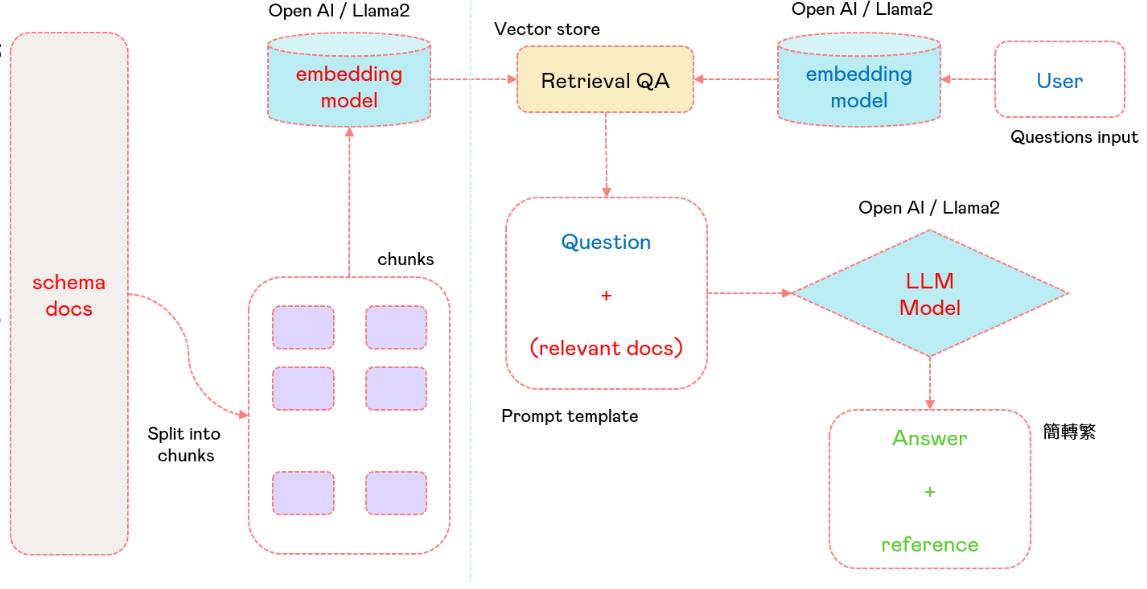 Open AI / Llama2
embedding
model
schema
docs
Split into
chunks
chunks
Vector store
Retrieval QA
Open AI / Llama2
embedding
model
User
Questions input
Question
+
(relevant docs)
Prompt template
Open AI / Llama2
LLM
Model
Answer
+
reference
簡轉繁